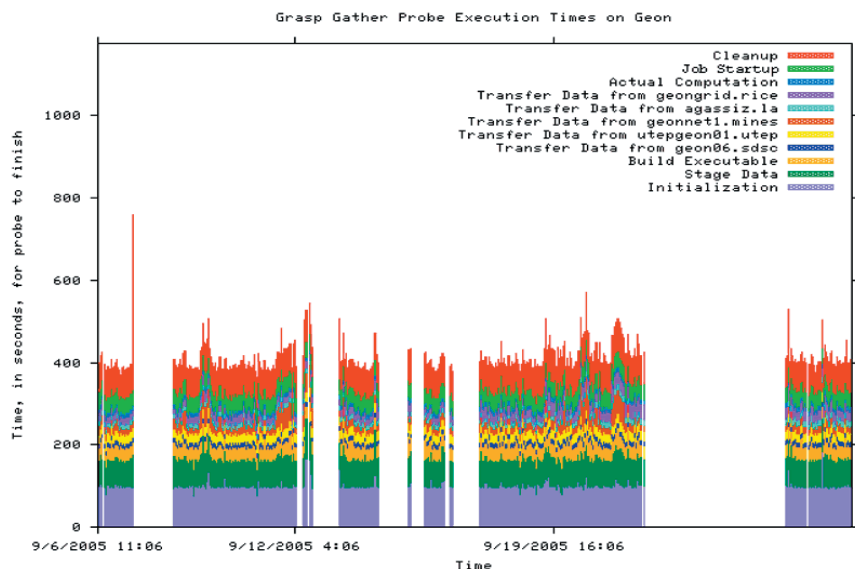 Grasp Gather Probe Execution Times on Geon
Cleanup
Job Startup
Actual Computation
Transfer Data from geongrid.rice
Transfer Data from agassiz.la
Transfer Data from geonnet1.mines
Transfer Data from utepgeon01.utep
Transfer Data from geon06.sdsc
Build Executable
Stage Data
Initialization
Time, in seconds, for probe to finish
1000
800
600
400
200
0
9/6/2005 11:06 9/12/2005 4:06 9/19/2005 16:06
Time